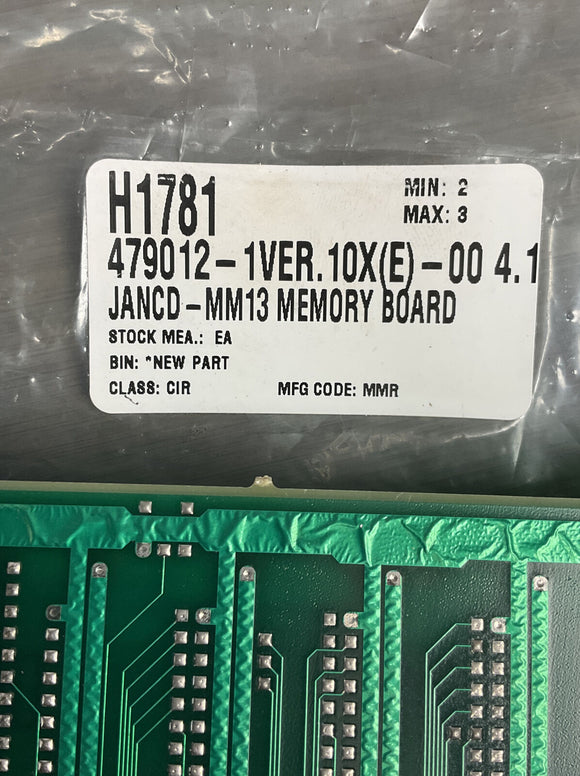 H1781 MIN: 2
MAX: 3
479012-1VER.10X(E)-00 4.1
JANCD-MM13 MEMORY BOARD
STOCK MEA.: EA
BIN: *NEW PART
CLASS: CIR MFG CODE: MMR